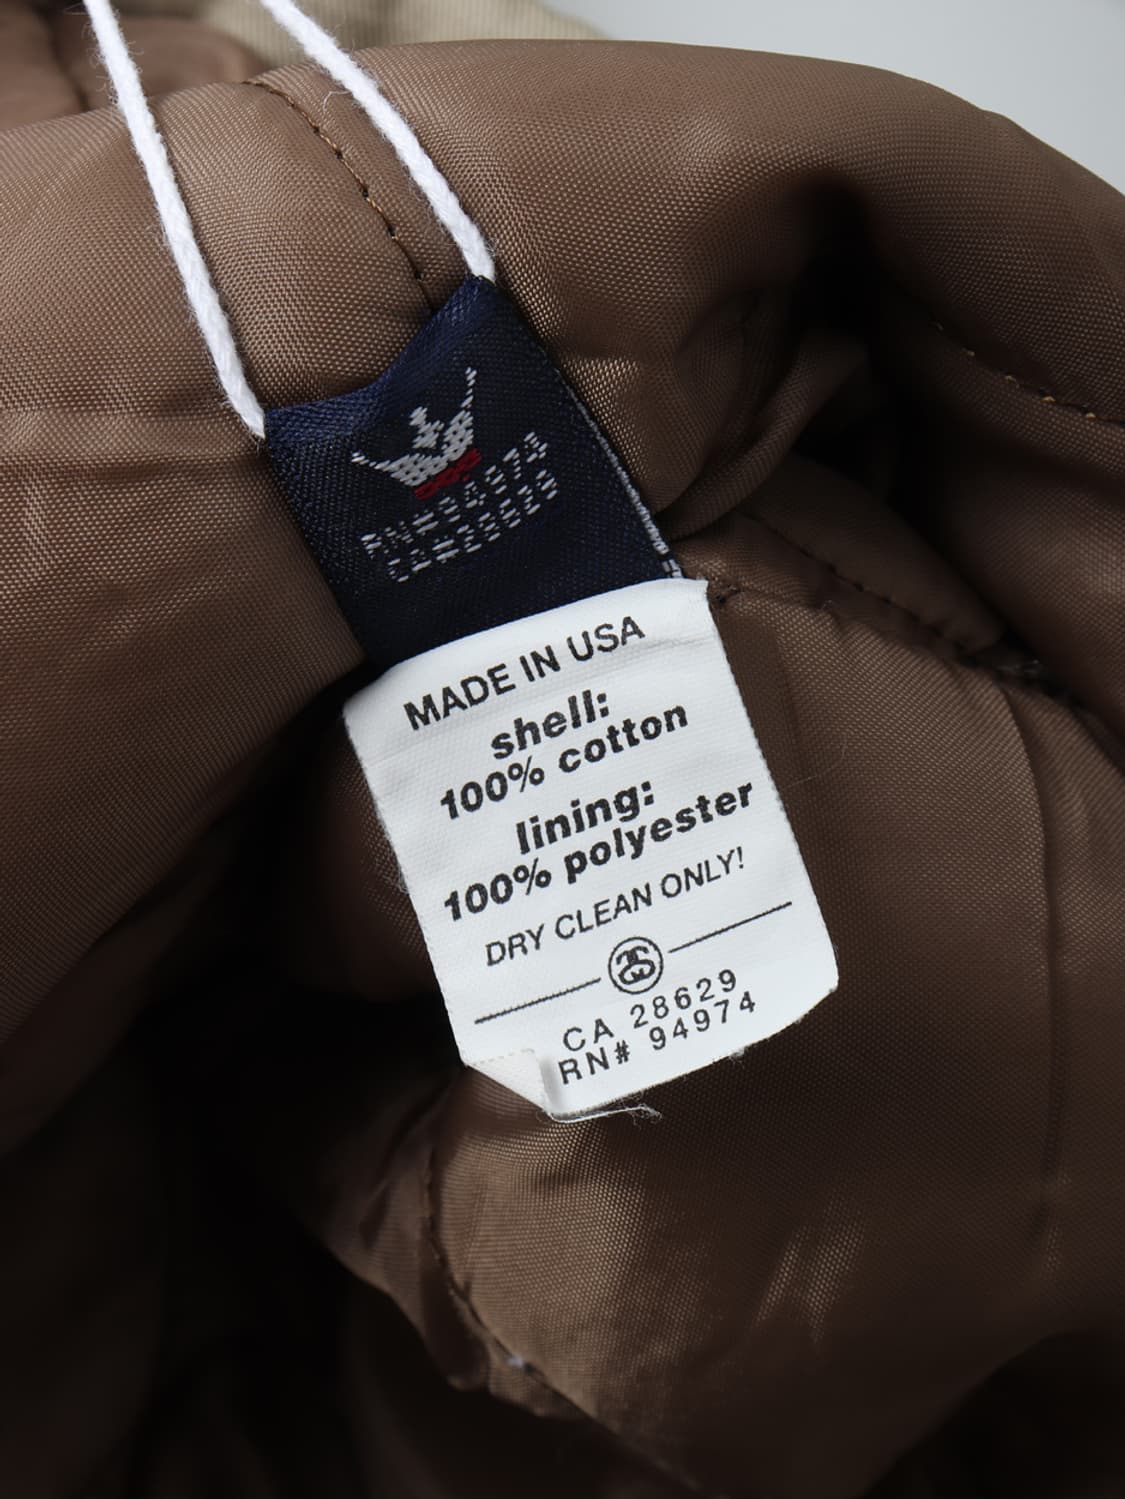 RN#94974
CA#28629
MADE IN USA
shell:
100% cotton
lining:
100% polyester
DRY CLEAN ONLY!
CA 28629
RN# 94974